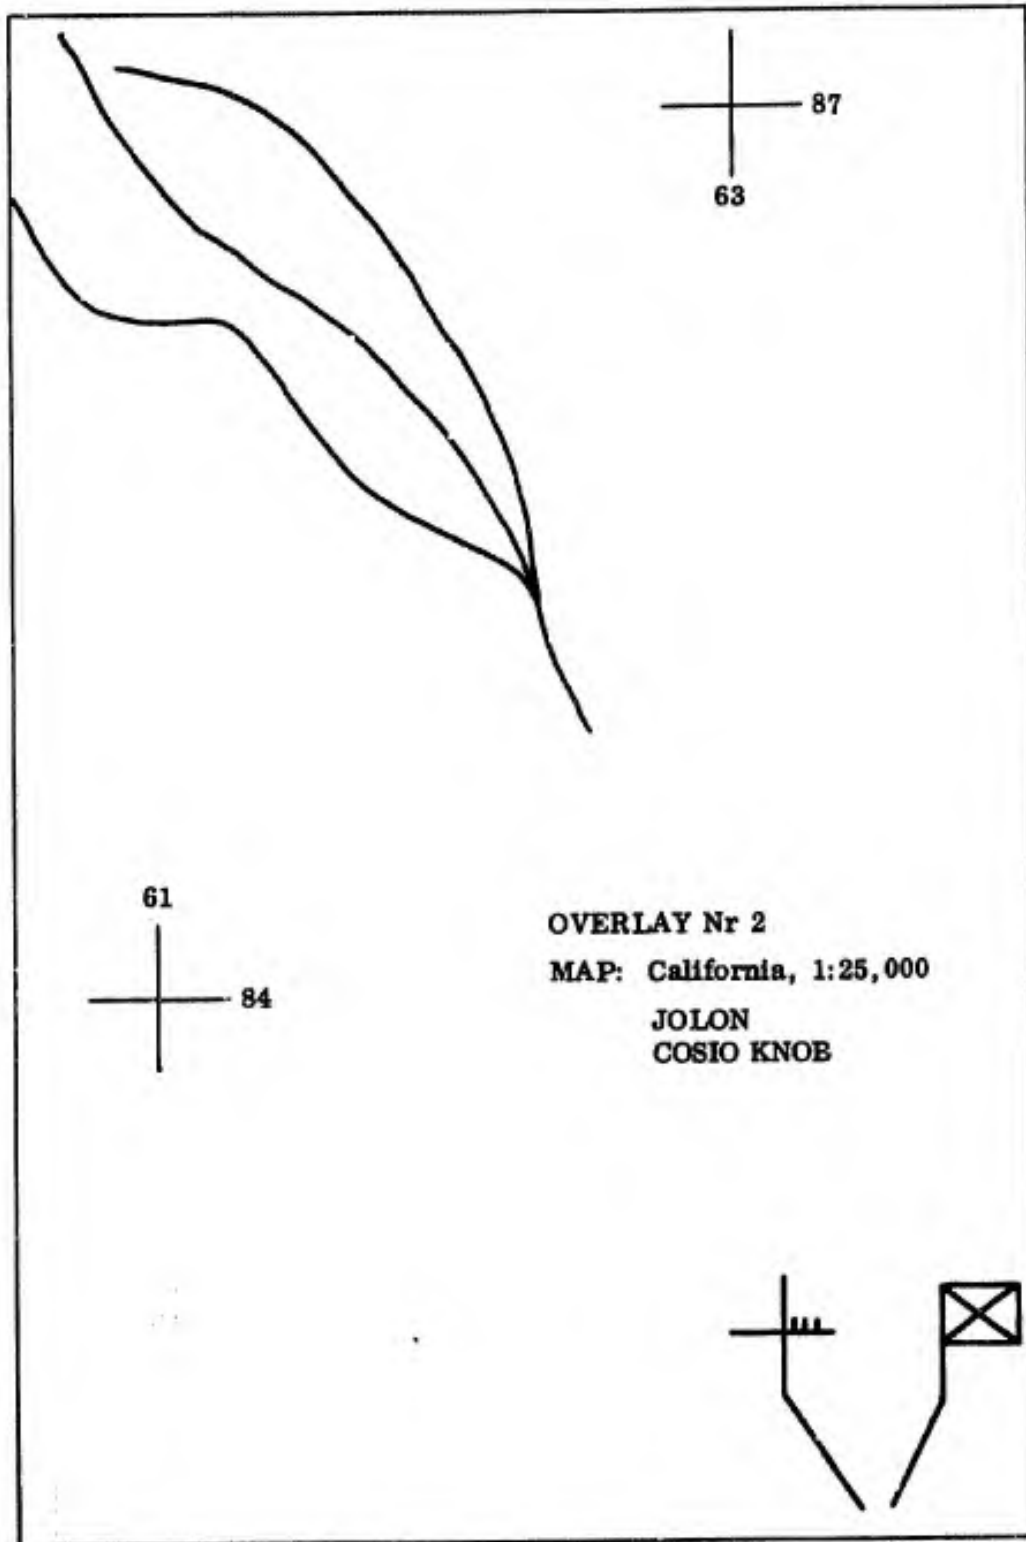 87
63
61
84
OVERLAY Nr 2
MAP: California, 1:25,000
JOLON
COSIO KNOB